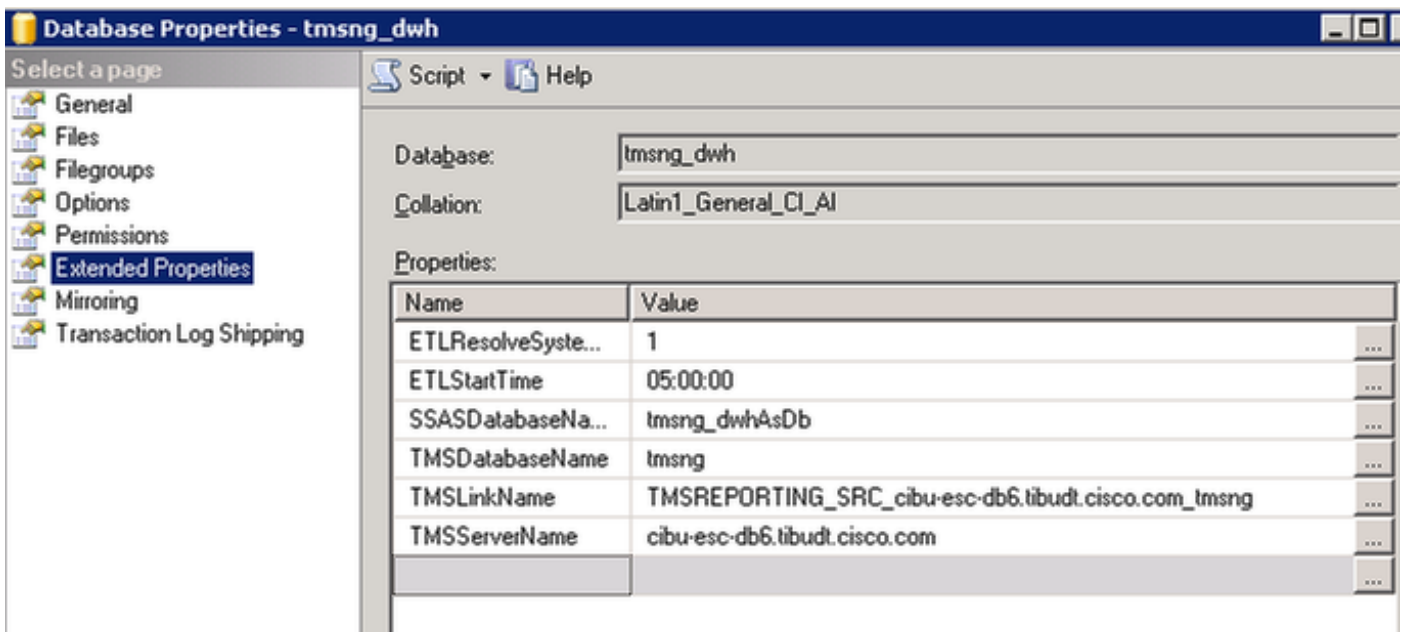 Database Properties - tmsng_dwh
Select a page
General
Files
Filegroups
Options
Permissions
Extended Properties
Mirroring
Transaction Log Shipping
Script Help
Database: tmsng_dwh
Collation: Latin1_General_CI_AI
Properties:
Name Value
ETLResolveSyste... 1 ...
ETLStartTime 05:00:00 ...
SSASDatabaseNa... tmsng_dwhAsDb ...
TMSDatabaseName tmsng ...
TMSLinkName TMSREPORTING_SRC_cibu-esc-db6.tibudt.cisco.com_tmsng ...
TMSServerName cibu-esc-db6.tibudt.cisco.com ...
...